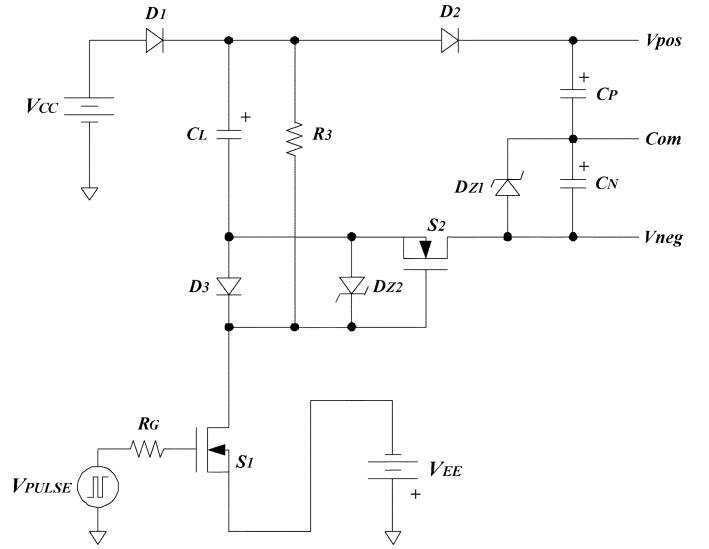 D1
D2
Vpos
+
VCC
CP
+
CL
R3
Com
+
DZ1
CN
S2
Vneg
D3
DZ2
RG
S1
VEE
VPULSE
+